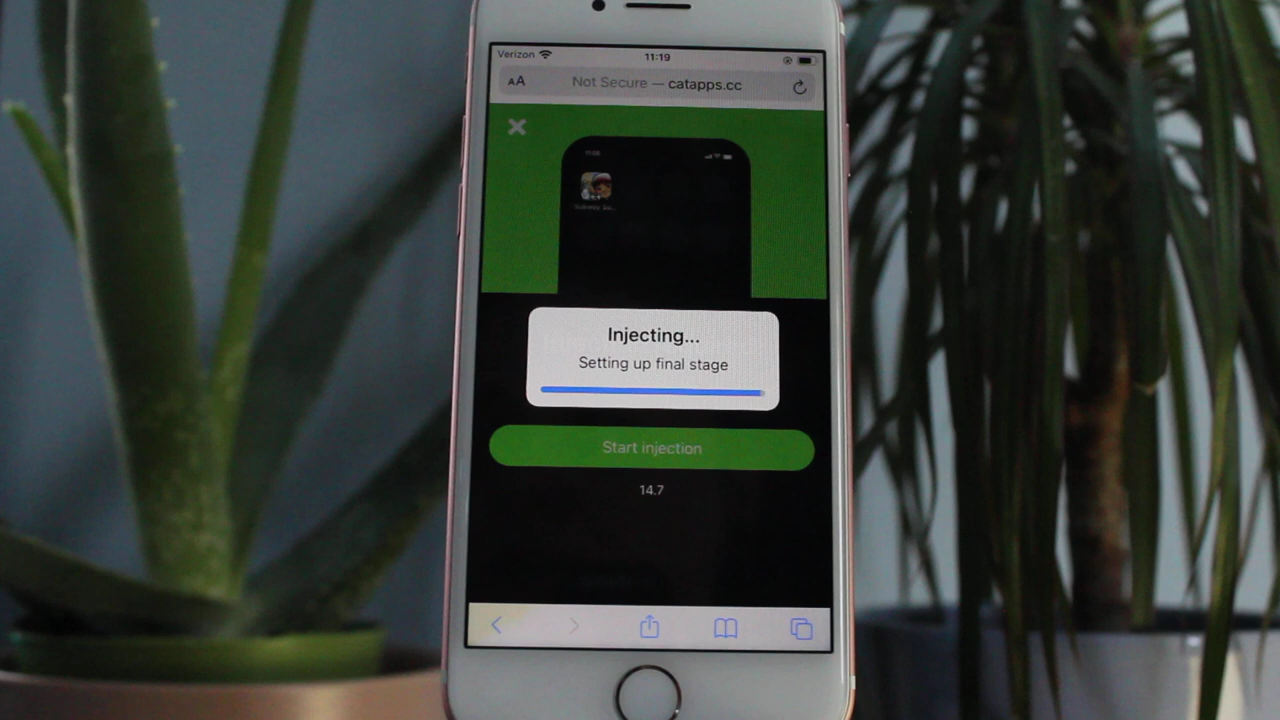 Verizon 11:19
AA Not Secure — catapps.cc
Injecting...
Setting up final stage
Start injection
14.7